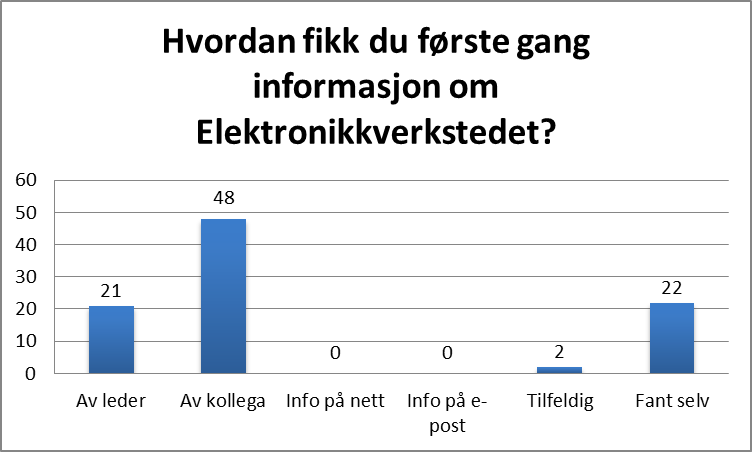 Hvordan fikk du første gang
informasjon om
Elektronikkverkstedet?
60
50
40
30
20
10
0
21
48
0
0
2
22
Av leder
Av kollega
Info på nett
Info på e-
post
Tilfeldig
Fant selv